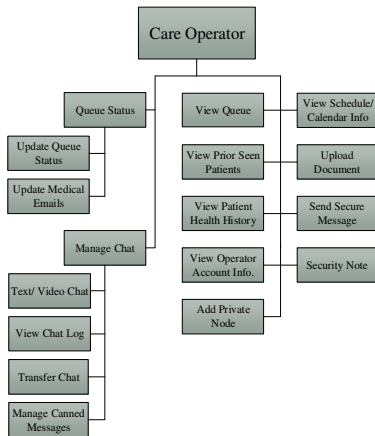 Care Operator
Queue Status
Update Queue
Status
Update Medical
Emails
Manage Chat
Text/ Video Chat
View Chat Log
Transfer Chat
Manage Canned
Messages
View Queue
View Schedule/
Calendar Info
View Prior Seen
Patients
Upload
Document
View Patient
Health History
Send Secure
Message
View Operator
Account Info.
Security Note
Add Private
Node